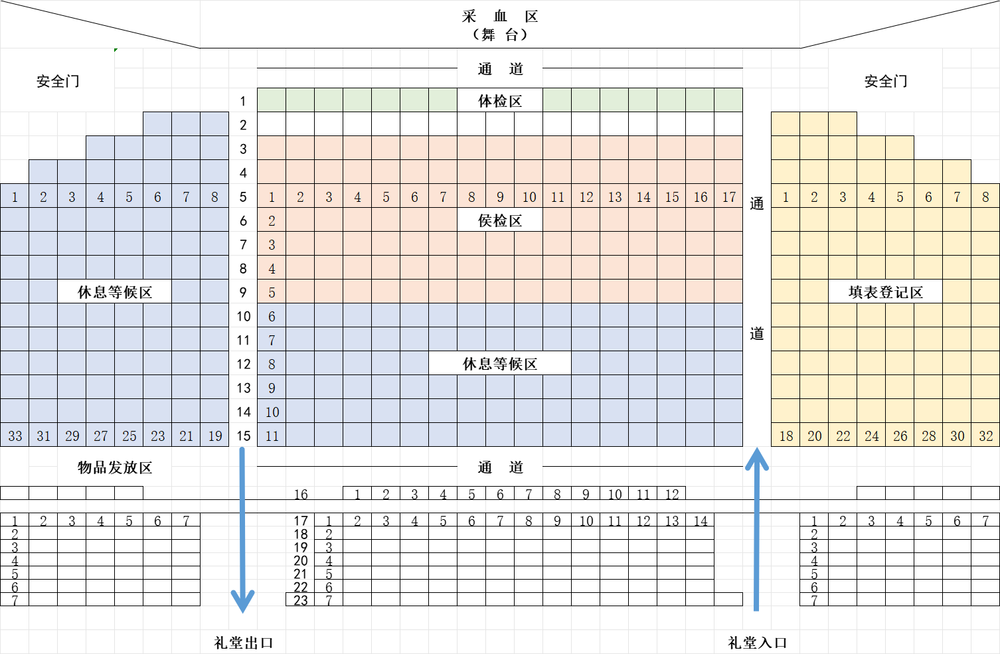 采 血 区
（舞 台）
通 道
安全门
安全门
1 体检区
2
3
4
1 2 3 4 5 6 7 8 5 1 2 3 4 5 6 7 8 9 10 11 12 13 14 15 16 17 通 1 2 3 4 5 6 7 8
6 2 侯检区
7 3
8 4
休息等候区 9 5 填表登记区
10 6
11 7 道
12 8 休息等候区
13 9
14 10
33 31 29 27 25 23 21 19 15 11 18 20 22 24 26 28 30 32
物品发放区 通 道
16 1 2 3 4 5 6 7 8 9 10 11 12
1 2 3 4 5 6 7 17 1 2 3 4 5 6 7 8 9 10 11 12 13 14 1 2 3 4 5 6 7
2 18 2 2
3 19 3 3
4 20 4 4
5 21 5 5
6 22 6 6
7 23 7 7
礼堂出口 礼堂入口